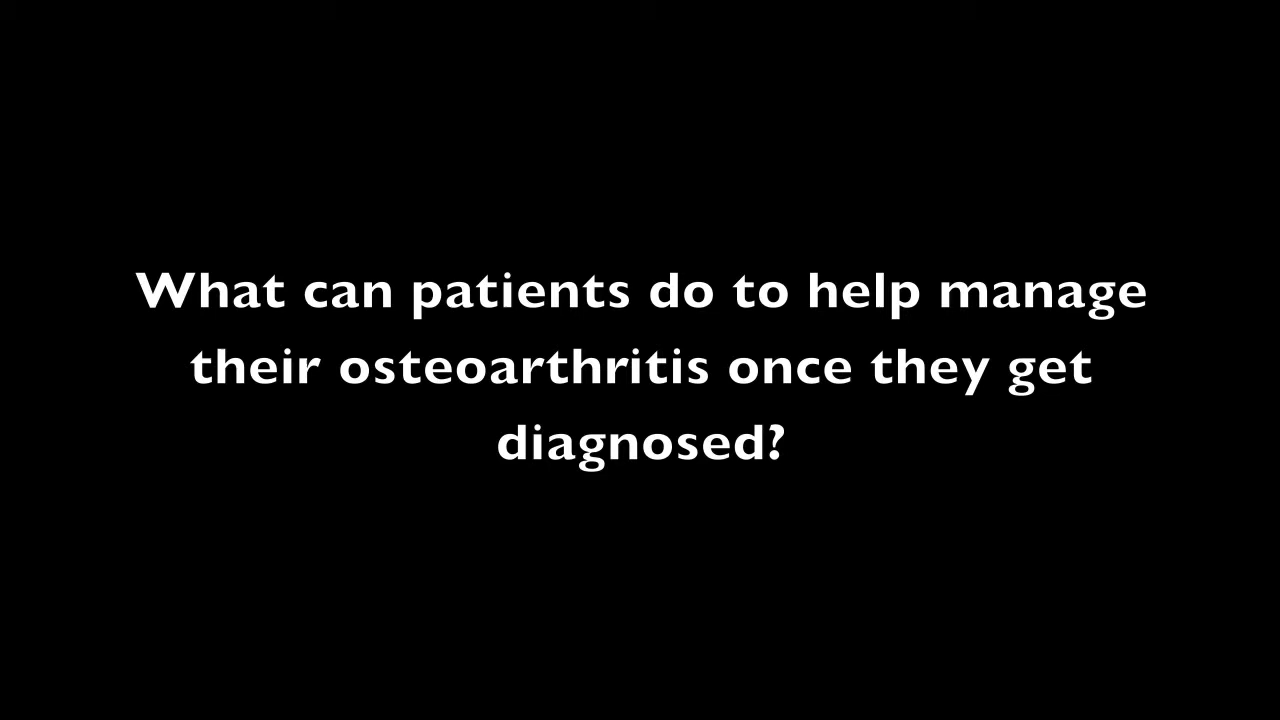 What can patients do to help manage
their osteoarthritis once they get
diagnosed?